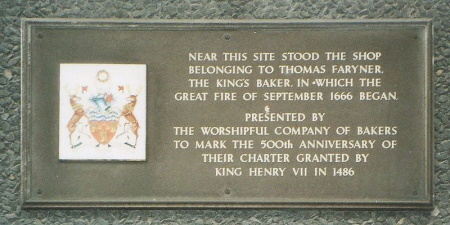 NEAR THIS SITE STOOD THE SHOP
BELONGING TO THOMAS FARYNER,
THE KING'S BAKER, IN WHICH THE
GREAT FIRE OF SEPTEMBER 1666 BEGAN.
PRESENTED BY
THE WORSHIPFUL COMPANY OF BAKERS
TO MARK THE 500th ANNIVERSARY OF
THEIR CHARTER GRANTED BY
KING HENRY VII IN 1486